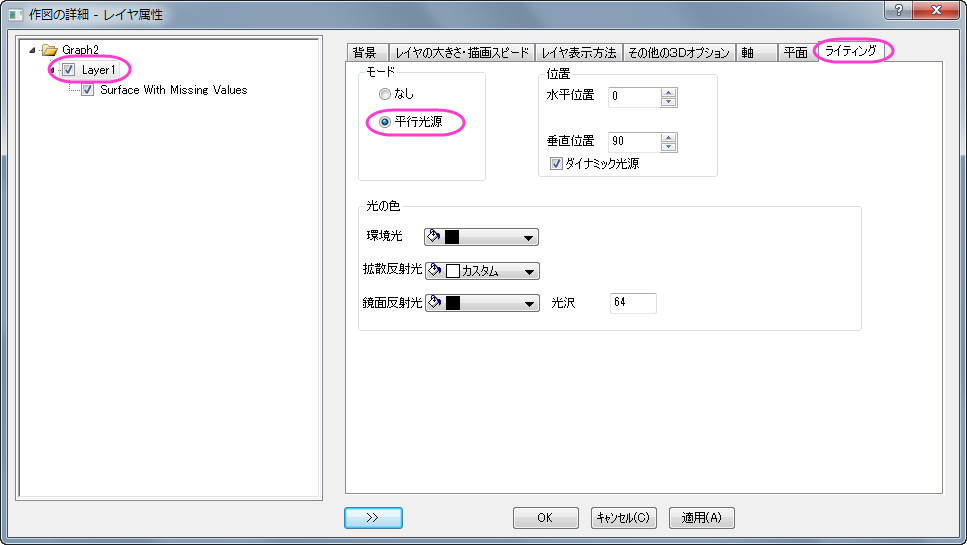 作図の詳細 - レイヤ属性
Graph2
Layer1
Surface With Missing Values
背景 レイヤの大きさ・描画スピード レイヤ表示方法 その他の3Dオプション 軸 平面 ライティング
モード
なし
平行光源
位置
水平位置 0
垂直位置 90
ダイナミック光源
光の色
環境光
拡散反射光 カスタム
鏡面反射光 光沢 64
>> OK キャンセル(C) 適用(A)